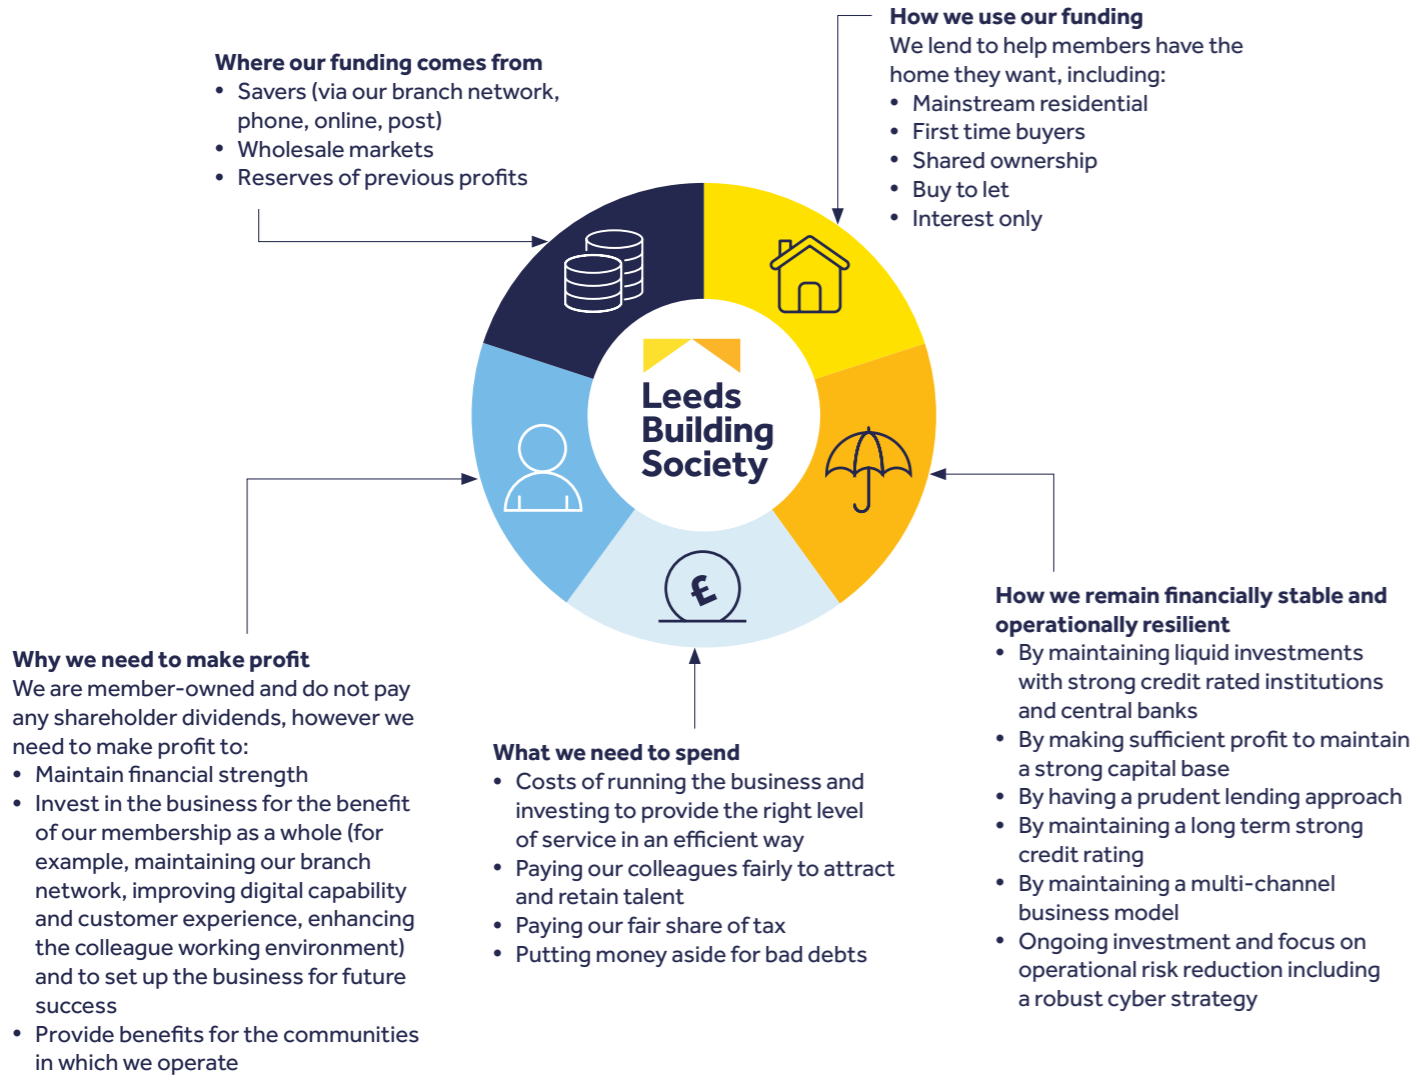 Where our funding comes from
• Savers (via our branch network,
phone, online, post)
• Wholesale markets
• Reserves of previous profits
How we use our funding
We lend to help members have the
home they want, including:
• Mainstream residential
• First time buyers
• Shared ownership
• Buy to let
• Interest only
Leeds
Building
Society
£
How we remain financially stable and
operationally resilient
• By maintaining liquid investments
with strong credit rated institutions
and central banks
• By making sufficient profit to maintain
a strong capital base
• By having a prudent lending approach
• By maintaining a long term strong
credit rating
• By maintaining a multi-channel
business model
• Ongoing investment and focus on
operational risk reduction including
a robust cyber strategy
What we need to spend
• Costs of running the business and
investing to provide the right level
of service in an efficient way
• Paying our colleagues fairly to attract
and retain talent
• Paying our fair share of tax
• Putting money aside for bad debts
Why we need to make profit
We are member-owned and do not pay
any shareholder dividends, however we
need to make profit to:
• Maintain financial strength
• Invest in the business for the benefit
of our membership as a whole (for
example, maintaining our branch
network, improving digital capability
and customer experience, enhancing
the colleague working environment)
and to set up the business for future
success
• Provide benefits for the communities
in which we operate